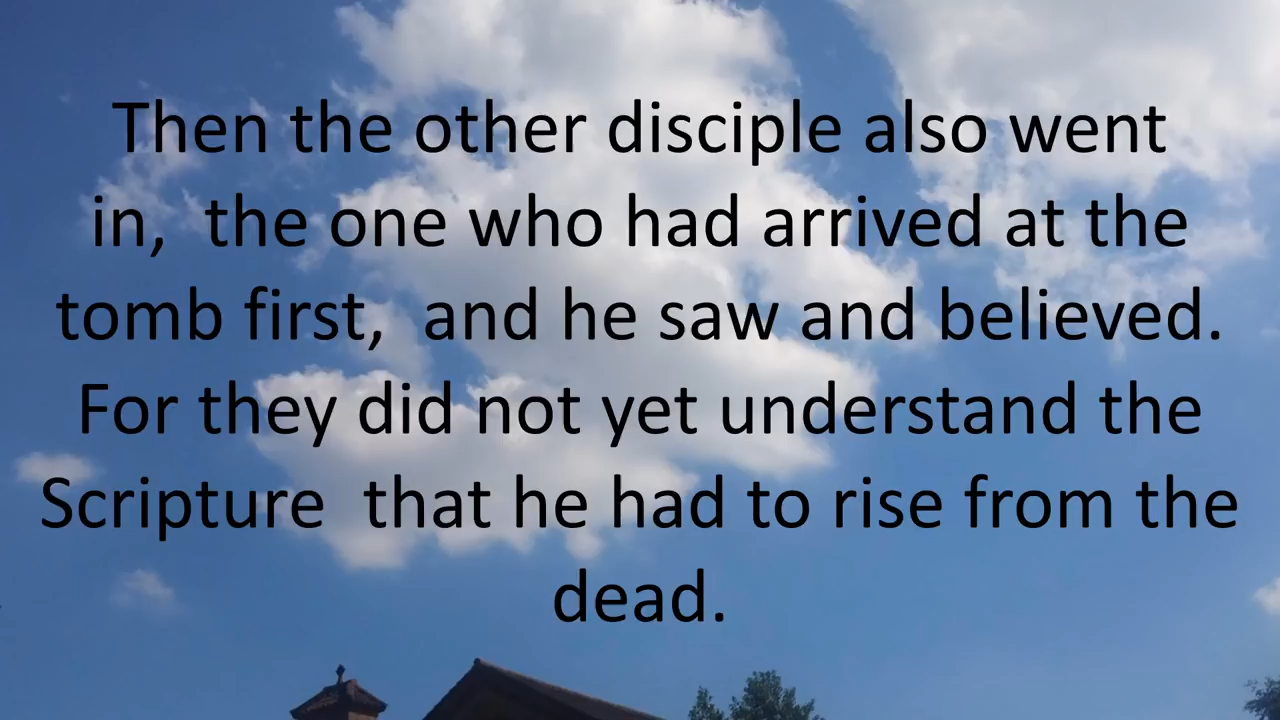 Then the other disciple also went
in,  the one who had arrived at the
tomb first,  and he saw and believed.
For they did not yet understand the
Scripture  that he had to rise from the
dead.